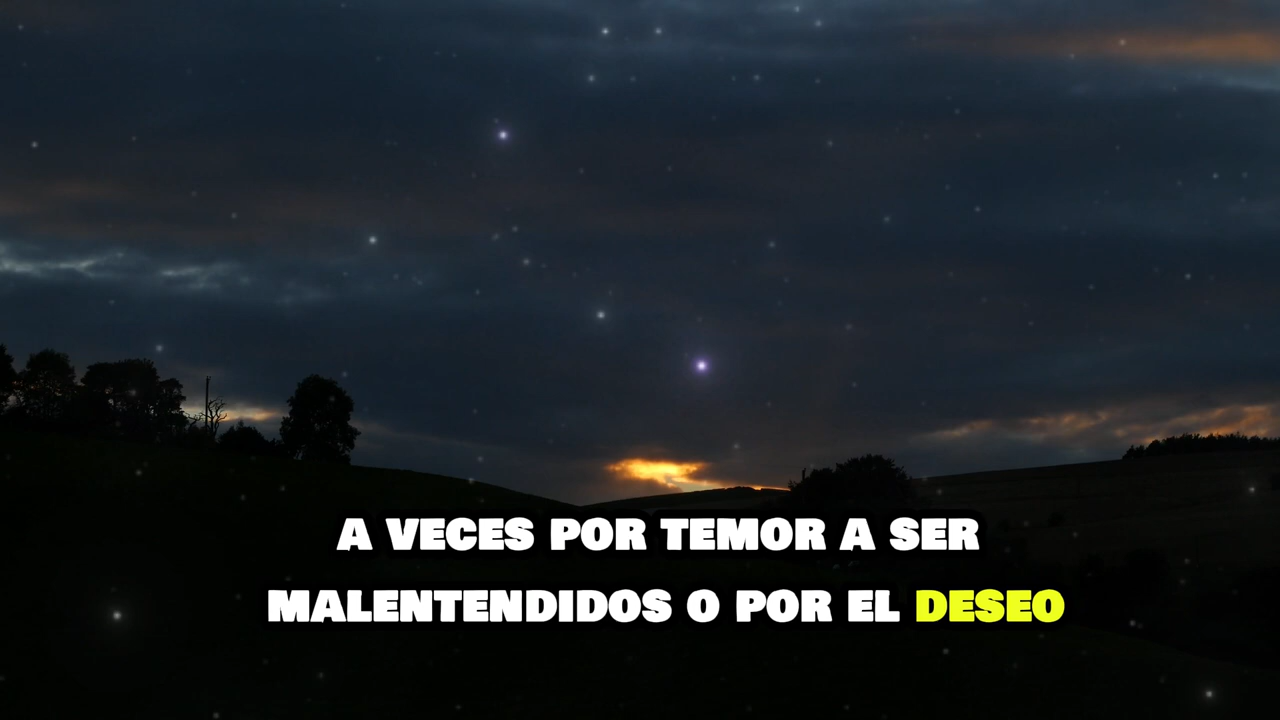 A VECES POR TEMOR A SER
MALENTENDIDOS O POR EL DESEO